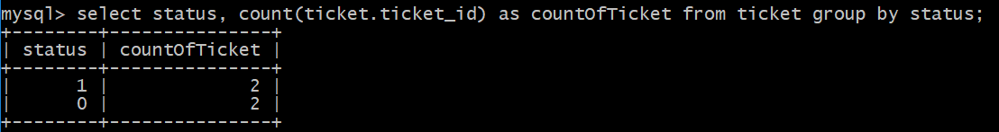 mysql> select status, count(ticket.ticket_id) as countOfTicket from ticket group by status;
+--------+---------------+
| status | countOfTicket |
+--------+---------------+
|      1 |             2 |
|      0 |             2 |
+--------+---------------+